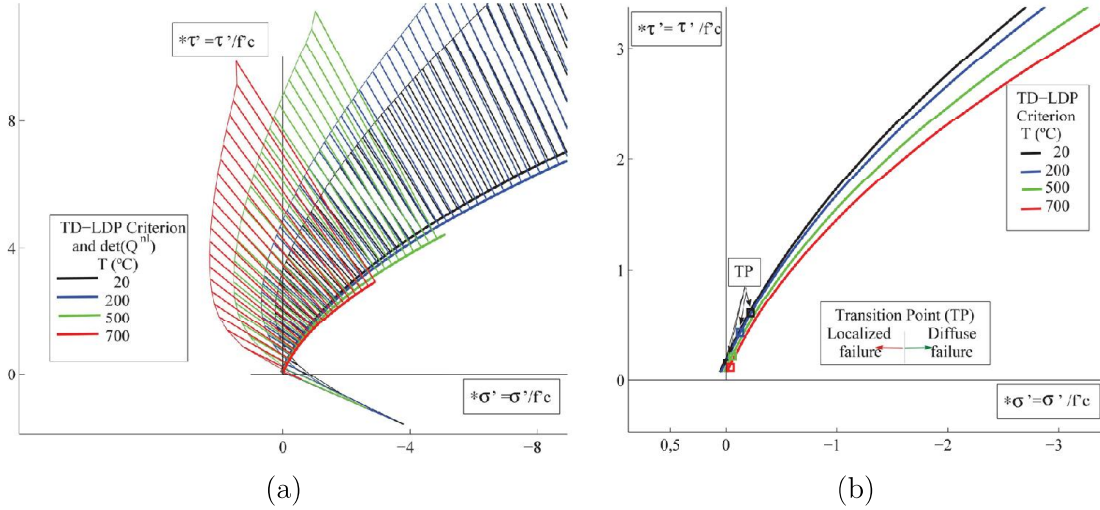 *τ' =τ'/f'c
8
4
0
TD−LDP Criterion
and det(Q nl)
T (ºC)
20
200
500
700
*σ' =σ'/f'c
0
−4
−8
(a)
*τ'= τ'/f'c
3
2
1
0
TD−LDP
Criterion
T (ºC)
20
200
500
700
TP
Transition Point (TP)
Localized Diffuse
failure failure
*σ'=σ' /f'c
0,5
0
−1
−2
−3
(b)